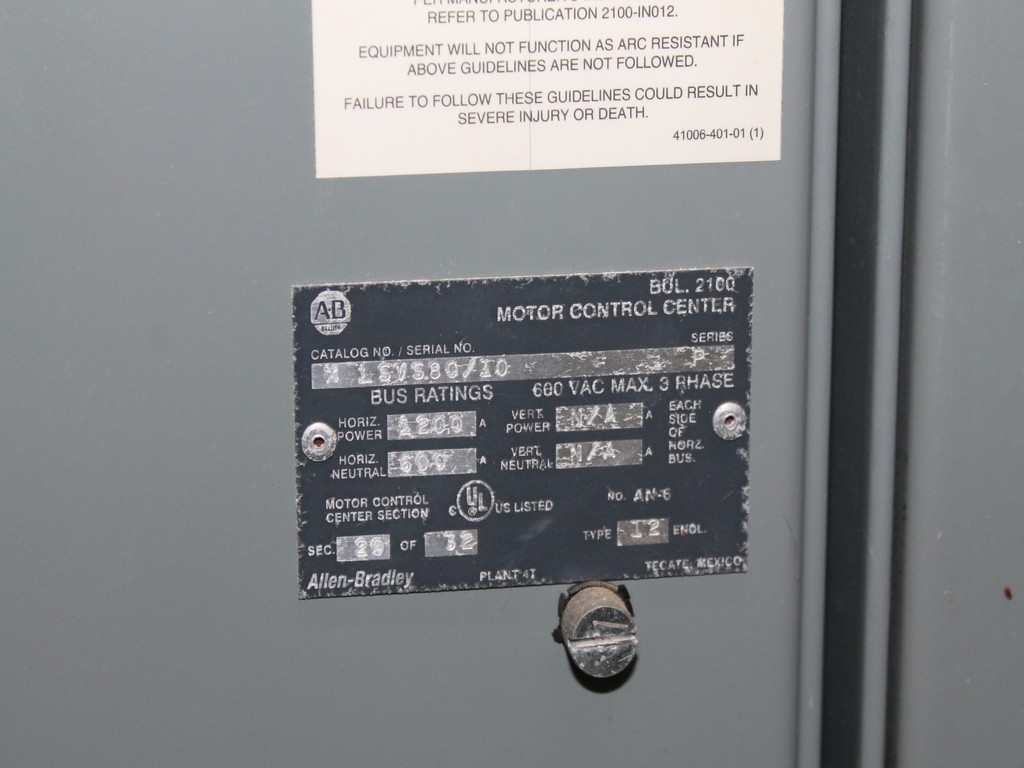 REFER TO PUBLICATION 2100-IN012.
EQUIPMENT WILL NOT FUNCTION AS ARC RESISTANT IF
ABOVE GUIDELINES ARE NOT FOLLOWED.
FAILURE TO FOLLOW THESE GUIDELINES COULD RESULT IN
SEVERE INJURY OR DEATH.
41006-401-01 (1)
AB
BUL. 2100
MOTOR CONTROL CENTER
CATALOG NO. / SERIAL NO.
SERIES
BUS RATINGS
600 VAC MAX. 3 PHASE
HORIZ. POWER 1200 A
VERT. POWER N/A A
HORIZ. NEUTRAL 600 A
VERT. NEUTRAL N/A A
EACH
SIDE
OF
HORZ.
BUS.
MOTOR CONTROL
CENTER SECTION
C UL US LISTED
NO. AN-6
SEC. OF 32
TYPE 12 ENCL.
Allen-Bradley
PLANT 4T
TECATE, MEXICO